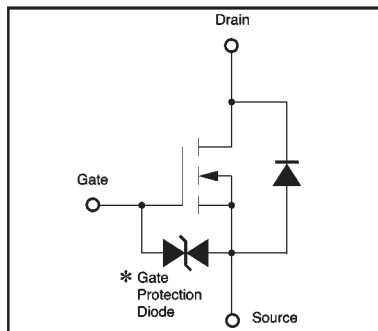 Drain
Gate
* Gate
Protection
Diode
Source